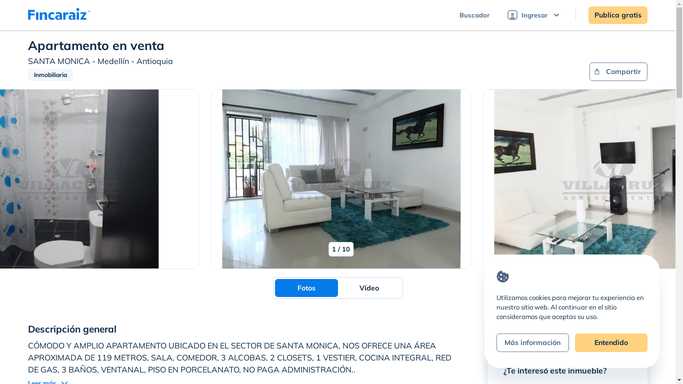 Fincaraiz
Buscador
Ingresar
Publica gratis
Apartamento en venta
SANTA MONICA - Medellín - Antioquia
Inmobiliaria
Compartir
1 / 10
Fotos
Video
Descripción general
CÓMODO Y AMPLIO APARTAMENTO UBICADO EN EL SECTOR DE SANTA MONICA, NOS OFRECE UNA ÁREA
APROXIMADA DE 119 METROS, SALA, COMEDOR, 3 ALCOBAS, 2 CLOSETS, 1 VESTIER, COCINA INTEGRAL, RED
DE GAS, 3 BAÑOS, VENTANAL, PISO EN PORCELANATO, NO PAGA ADMINISTRACIÓN..
Leer más
Utilizamos cookies para mejorar tu experiencia en
nuestro sitio web. Al continuar en el sitio
consideramos que aceptas su uso.
Más información
Entendido
¿Te interesó este inmueble?